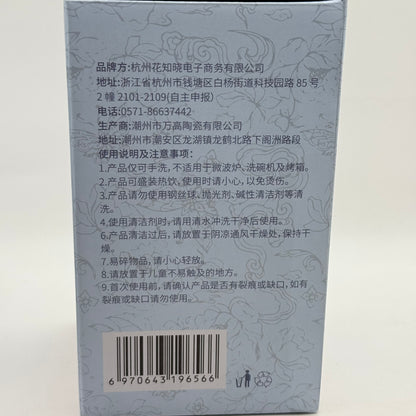 品牌方:杭州花知晓电子商务有限公司
地址:浙江省杭州市钱塘区白杨街道科技园路 85 号
2 幢 2101-2109(自主申报)
电话:0571-86637442
生产商:潮州市万高陶瓷有限公司
地址:潮州市潮安区龙湖镇龙鹤北路下阁洲路段
使用说明及注意事项:
1.产品仅可手洗,不适用于微波炉、洗碗机及烤箱。
2.产品可盛装热饮,使用时请小心,以免烫伤。
3.产品请勿使用钢丝球、抛光剂、碱性清洁剂等清
洗。
4.使用清洁剂时,请用清水冲洗干净后使用。
6.产品清洁过后,请放置于阴凉通风干燥处,保持干
燥。
7.易碎物品,请小心轻放。
8.请放置于儿童不易触及的地方。
9.首次使用前,请确认产品是否有裂痕或缺口,如有
裂痕或缺口请勿使用。
6 970643 196566